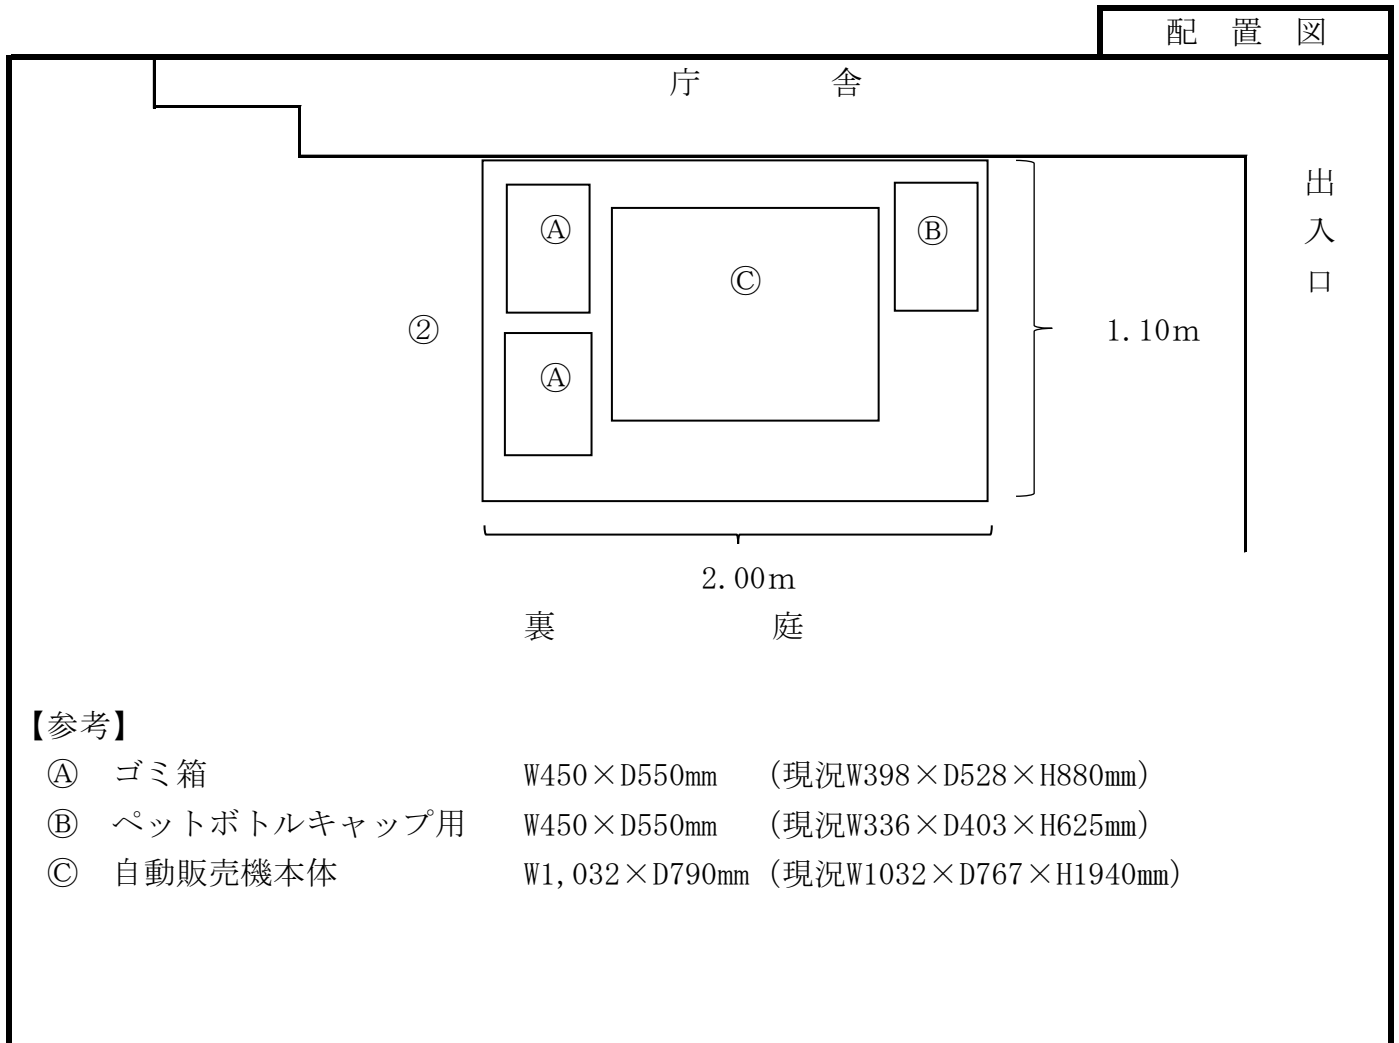 配 置 図
庁 舎
出入口
Ⓐ
Ⓑ
Ⓒ
②
Ⓐ
1.10m
2.00m
裏 庭
【参考】
Ⓐ ゴミ箱 W450×D550㎜ (現況W398×D528×H880㎜)
Ⓑ ペットボトルキャップ用 W450×D550㎜ (現況W336×D403×H625㎜)
Ⓒ 自動販売機本体 W1,032×D790㎜ (現況W1032×D767×H1940㎜)